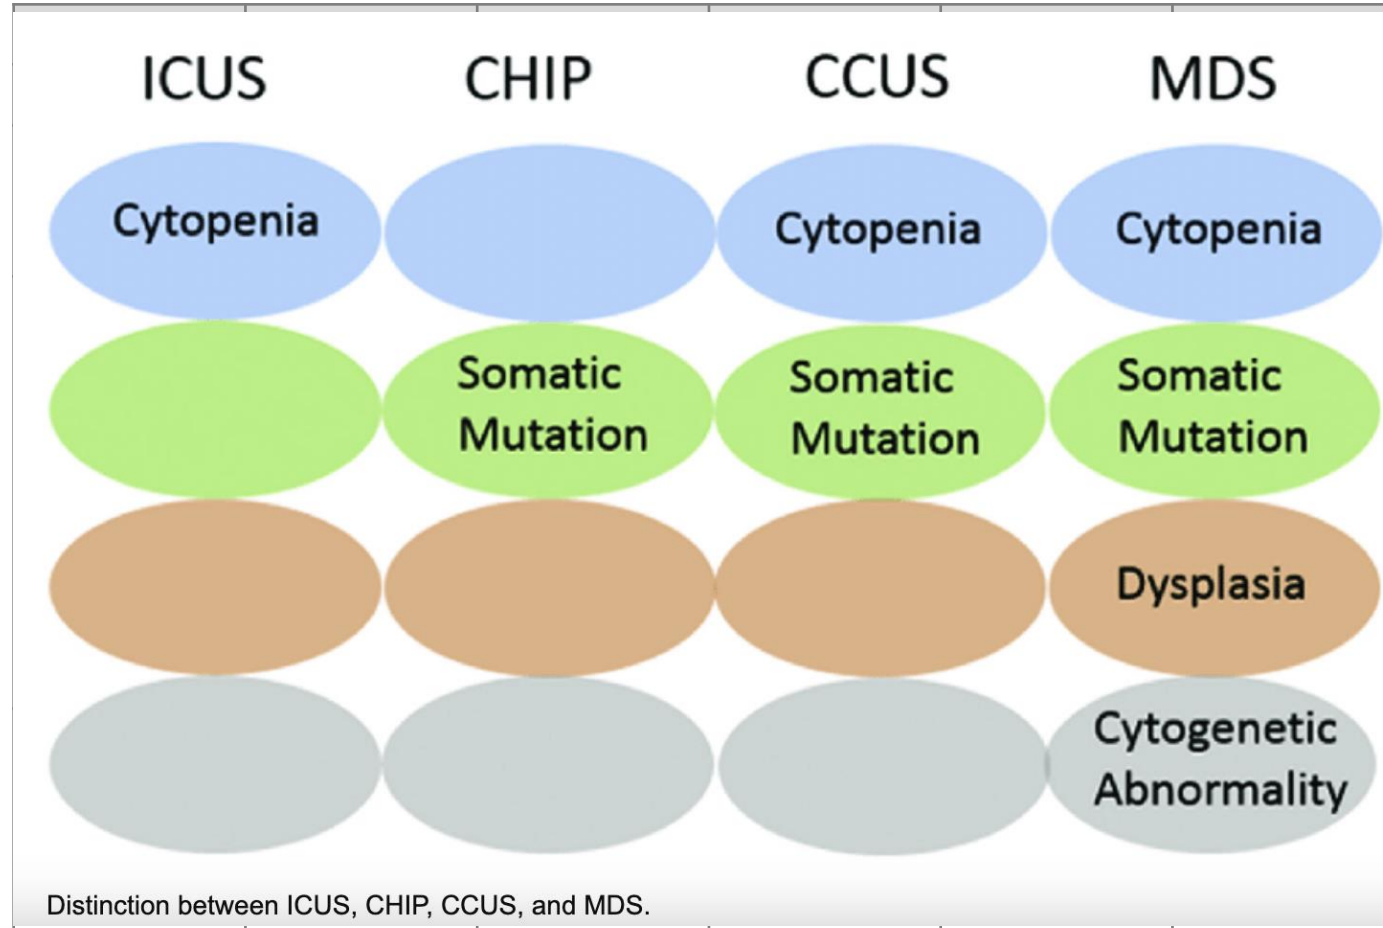 ICUS CHIP CCUS MDS
Cytopenia Cytopenia Cytopenia
Somatic Somatic Somatic
Mutation Mutation Mutation
Dysplasia
Cytogenetic
Abnormality
Distinction between ICUS, CHIP, CCUS, and MDS.